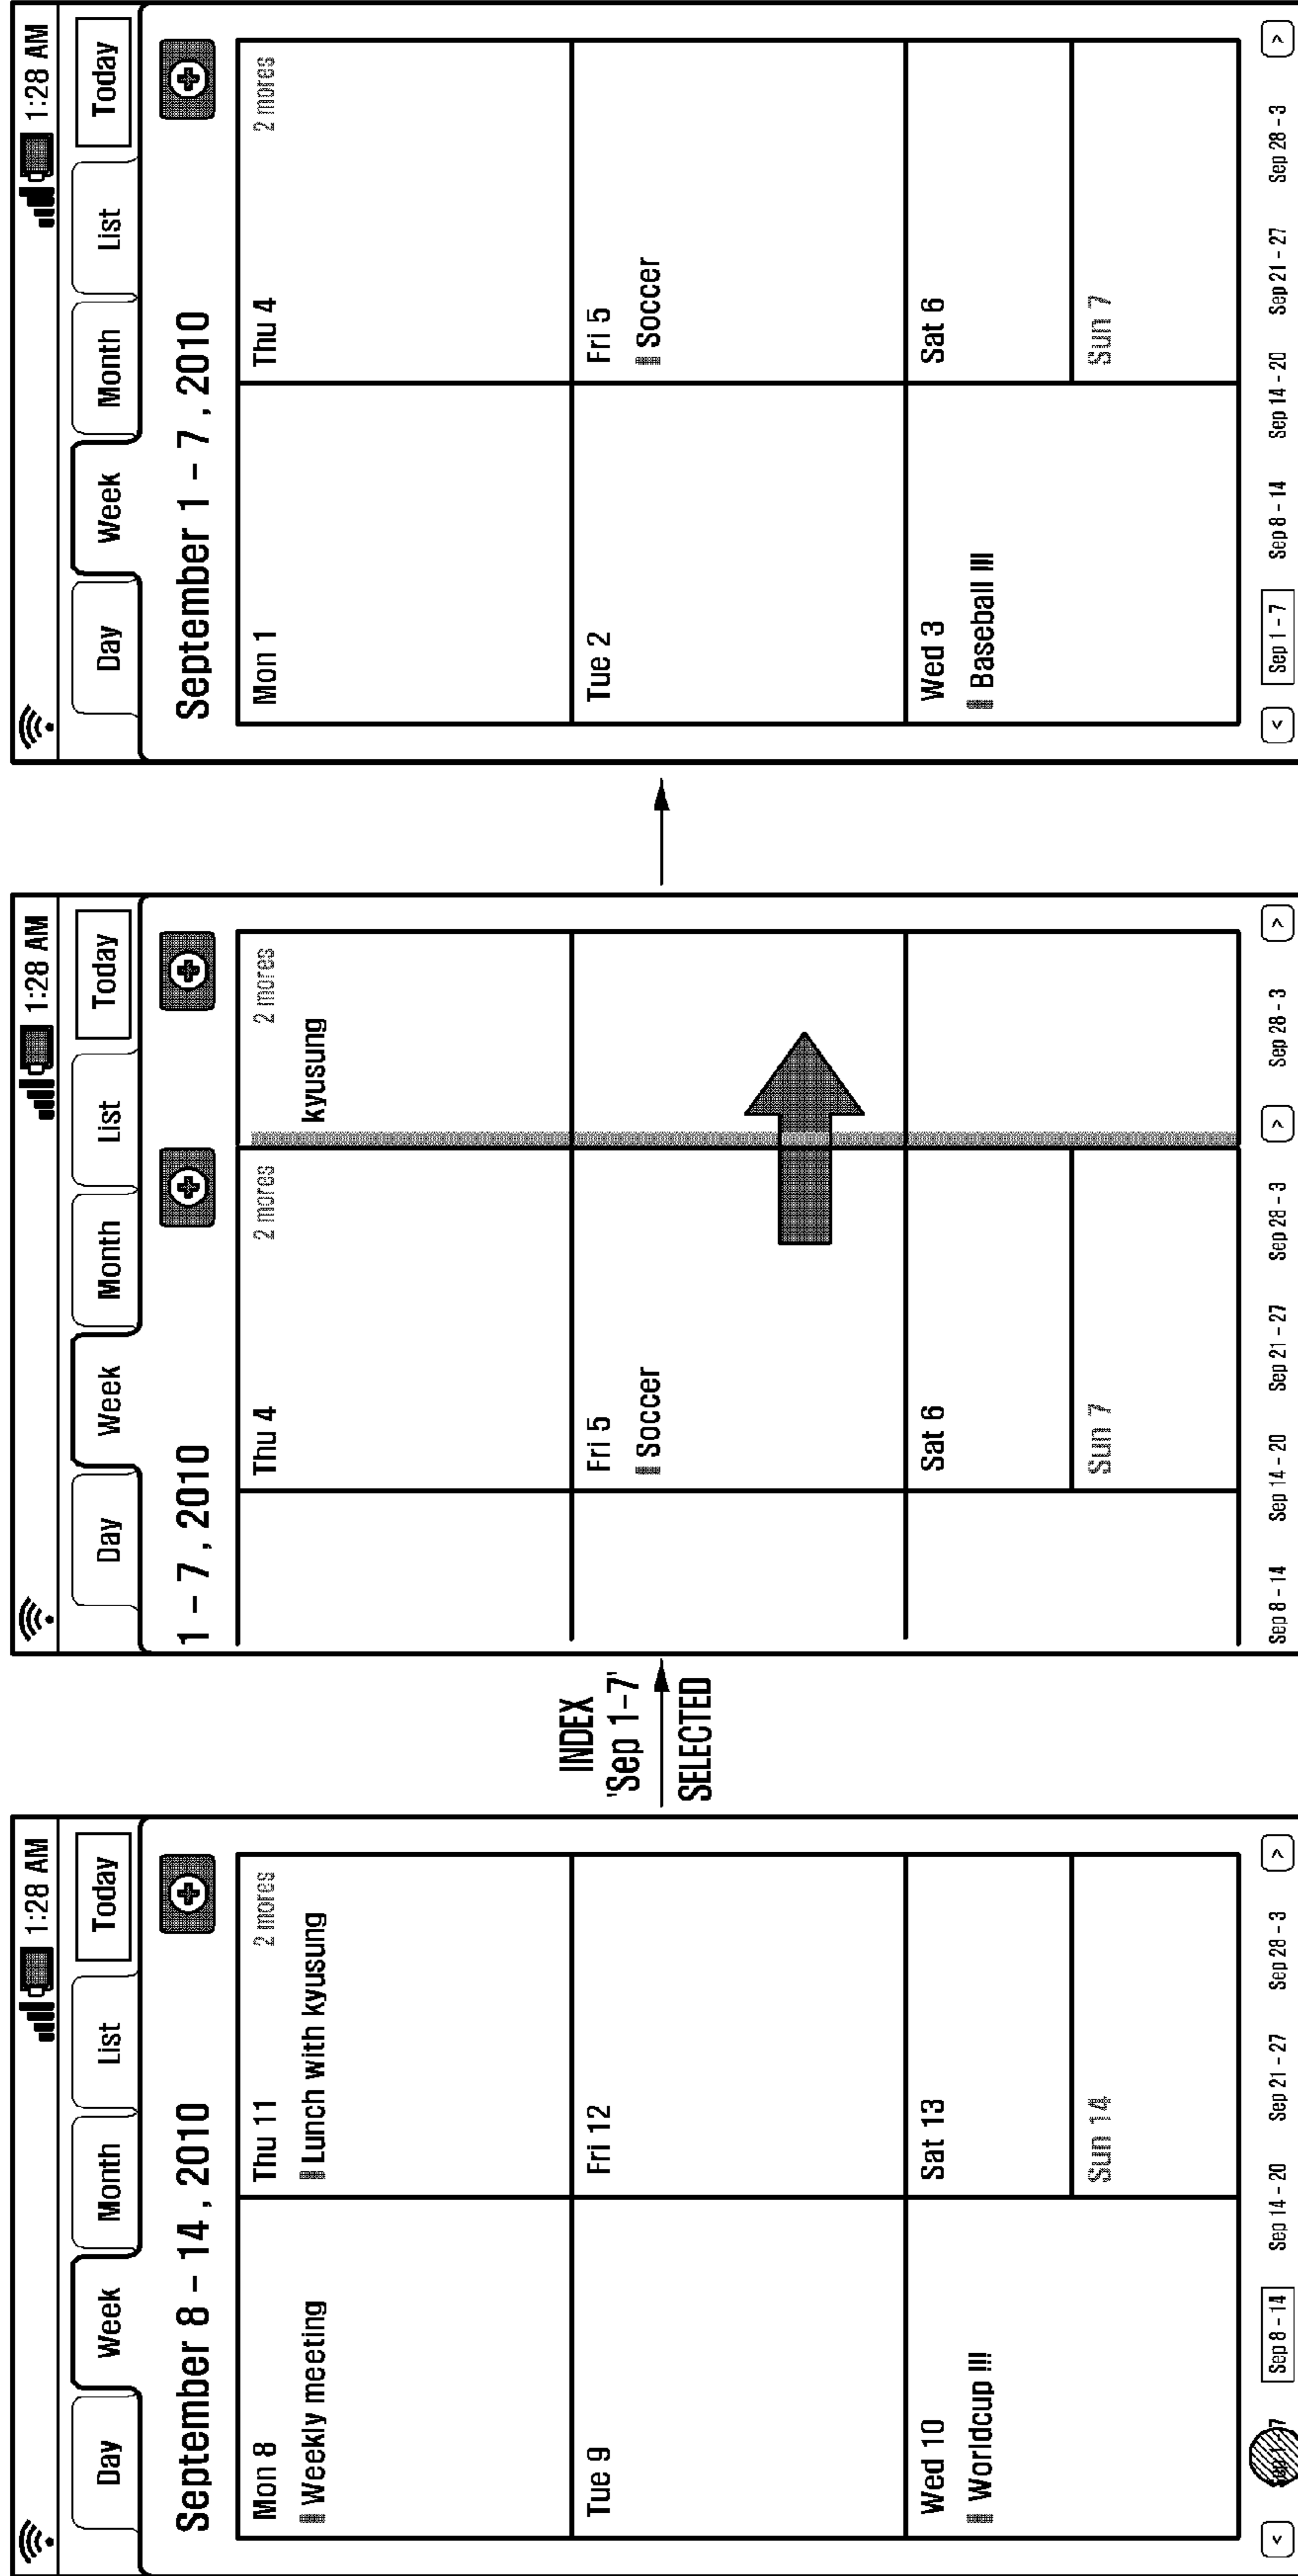 1:28 AM
Day Week Month List Today
September 8 - 14, 2010
Mon 8
Weekly meeting
Thu 11 2 mores
Lunch with kyusung
Tue 9
Fri 12
Wed 10
Worldcup !!!
Sat 13
Sun 14
< Sep 8 - 14 Sep 14 - 20 Sep 21 - 27 Sep 28 - 3 >
INDEX
'Sep 1-7'
SELECTED
1:28 AM
Day Week Month List Today
1 - 7, 2010
Thu 4 2 mores
2 mores
kyusung
Fri 5
Soccer
Sat 6
Sun 7
Sep 8 - 14 Sep 14 - 20 Sep 21 - 27 Sep 28 - 3 > Sep 28 - 3 >
1:28 AM
Day Week Month List Today
September 1 - 7, 2010
Mon 1
Thu 4 2 mores
Tue 2
Fri 5
Soccer
Wed 3
Baseball !!!
Sat 6
Sun 7
< Sep 1 - 7 Sep 8 - 14 Sep 14 - 20 Sep 21 - 27 Sep 28 - 3 >